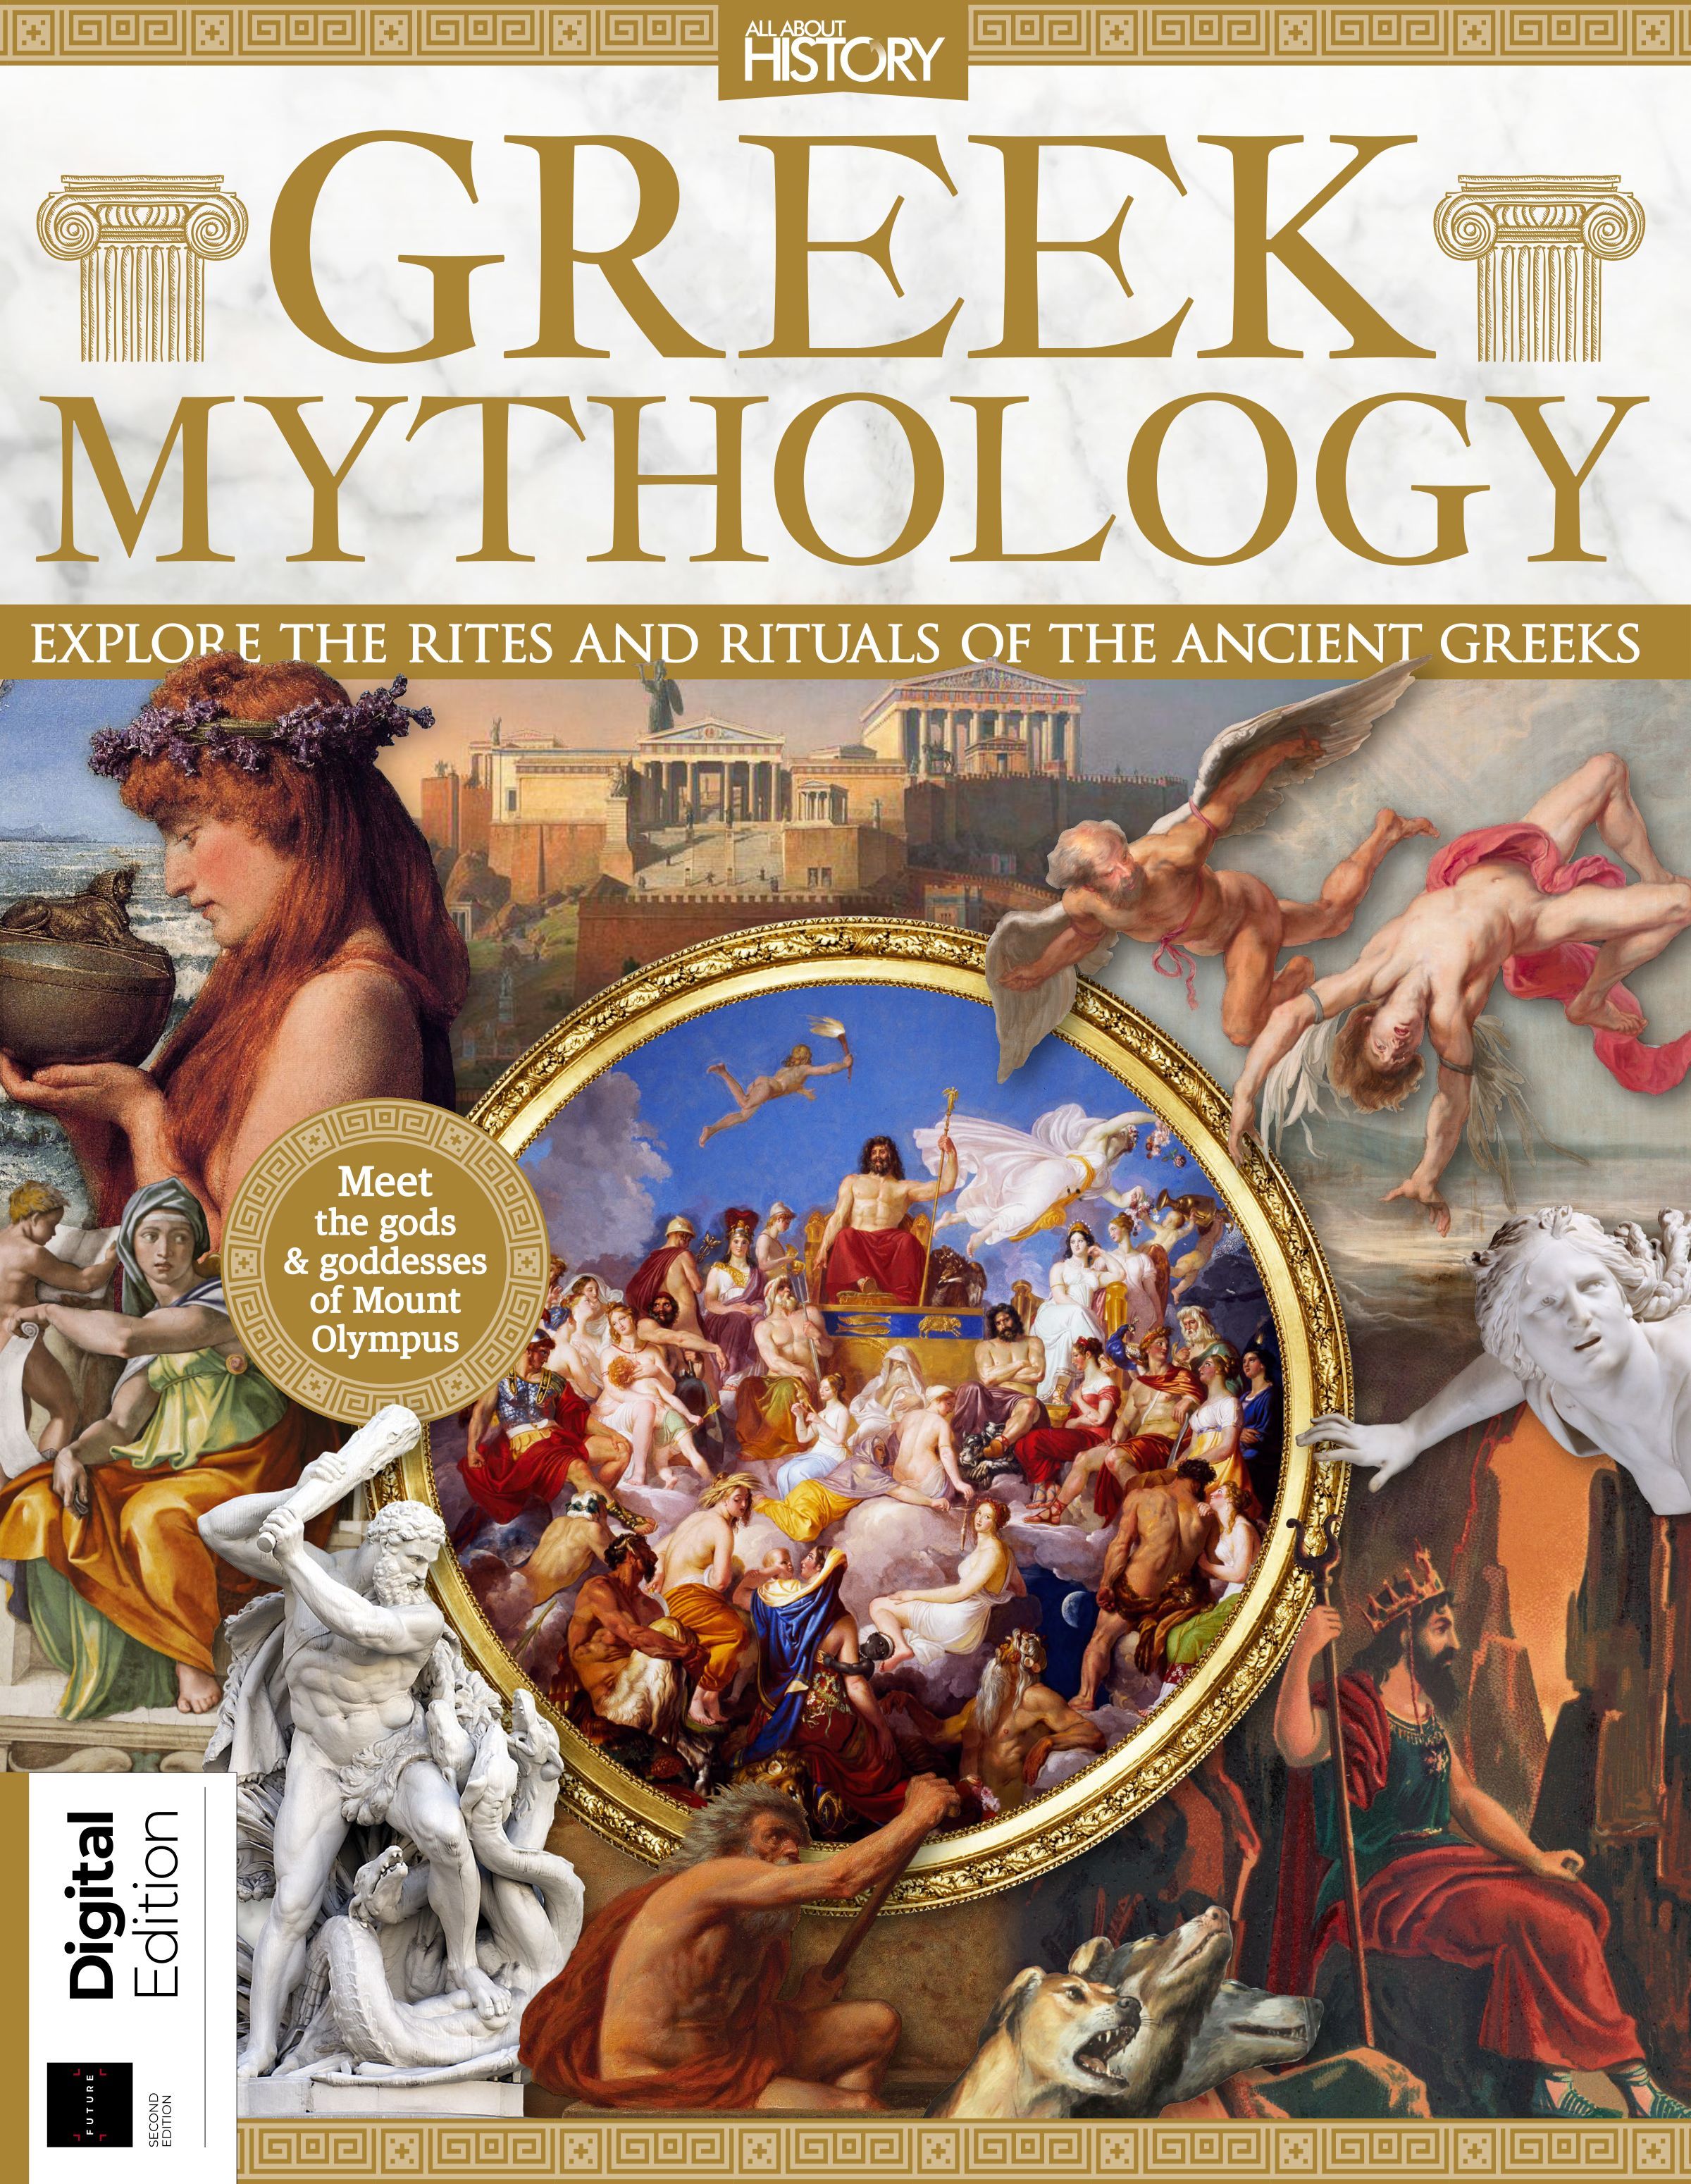 ALL ABOUT
HISTORY
GREEK
MYTHOLOGY
EXPLORE THE RITES AND RITUALS OF THE ANCIENT GREEKS
Meet
the gods
& goddesses
of Mount
Olympus
Digital
Edition
FUTURE
SECOND
EDITION